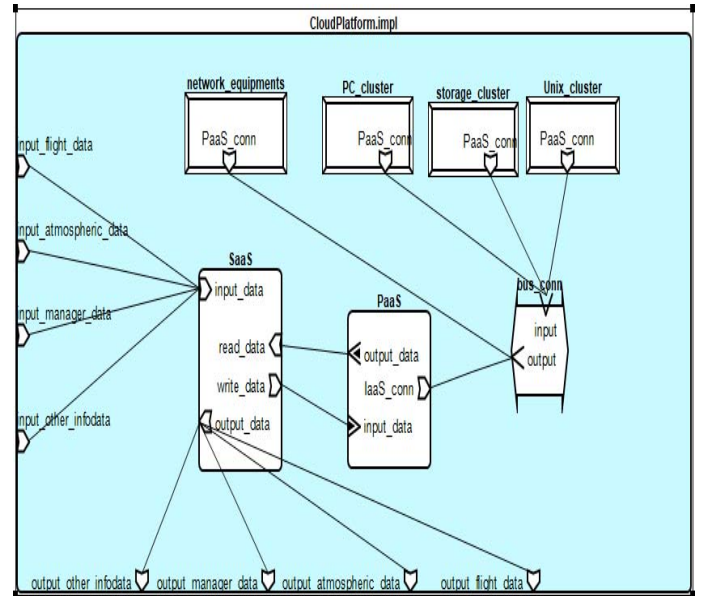 CloudPlatform.impl
network_equipments
PC_cluster
storage_cluster
Unix_cluster
PaaS_conn
PaaS_conn
PaaS_conn
PaaS_conn
input_flight_data
input_atmospheric_data
input_manager_data
input_other_infodata
SaaS
input_data
read_data
write_data
output_data
PaaS
output_data
IaaS_conn
input_data
bus_conn
input
output
output_other_infodata
output_manager_data
output_atmospheric_data
output_flight_data